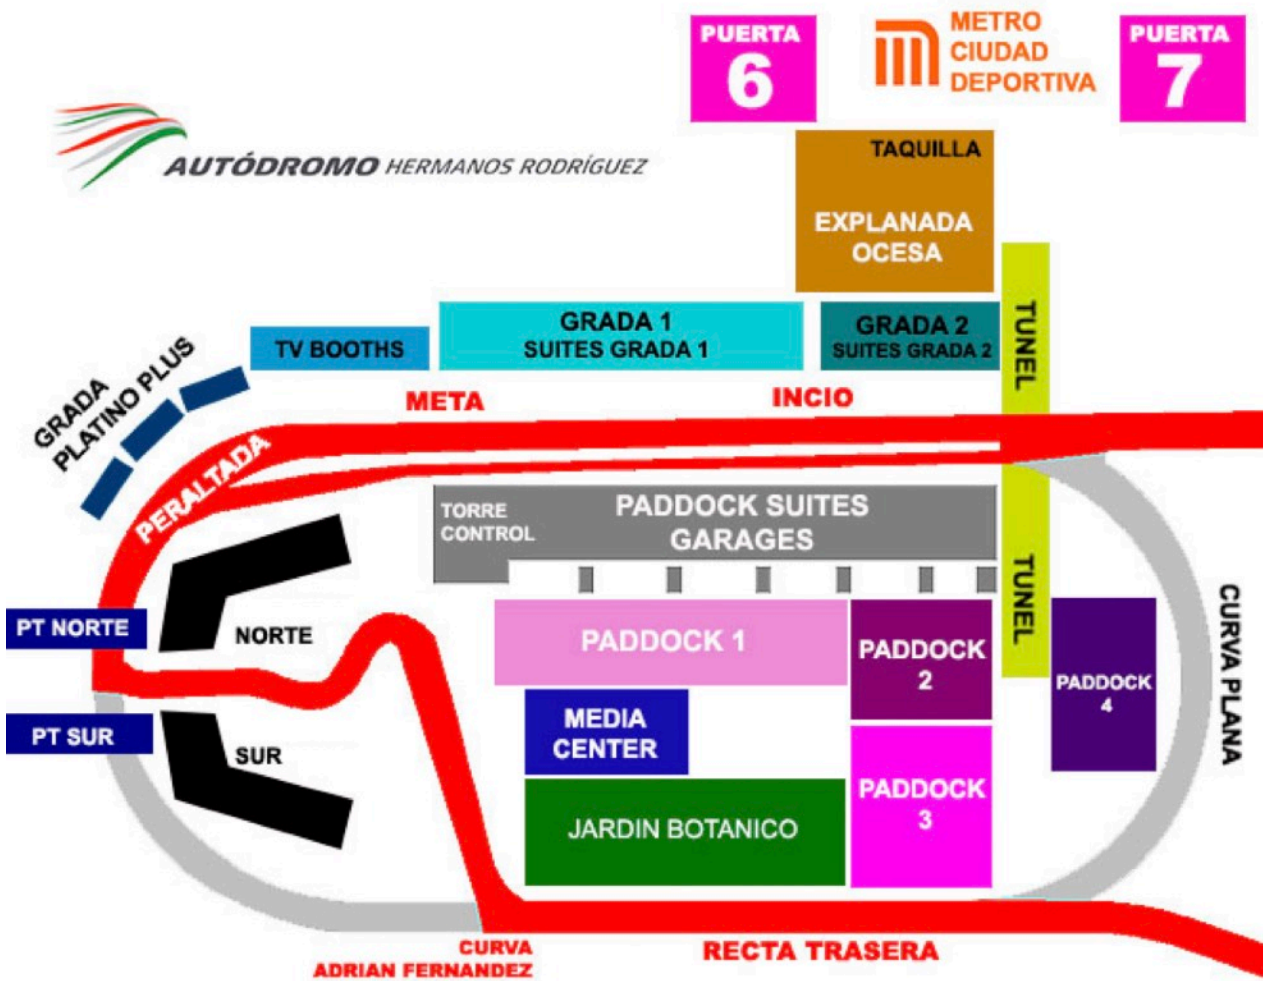 PUERTA
6
METRO
CIUDAD
DEPORTIVA
PUERTA
7
AUTÓDROMO HERMANOS RODRÍGUEZ
TAQUILLA
EXPLANADA
OCESA
TUNEL
GRADA 1
SUITES GRADA 1
GRADA 2
SUITES GRADA 2
TV BOOTHS
GRADA
PLATINO PLUS
META
INCIO
PERALTADA
TORRE
CONTROL
PADDOCK SUITES
GARAGES
TUNEL
CURVA PLANA
PT NORTE
NORTE
PADDOCK 1
PADDOCK
2
PADDOCK
4
PT SUR
SUR
MEDIA
CENTER
PADDOCK
3
JARDIN BOTANICO
CURVA
ADRIAN FERNANDEZ
RECTA TRASERA